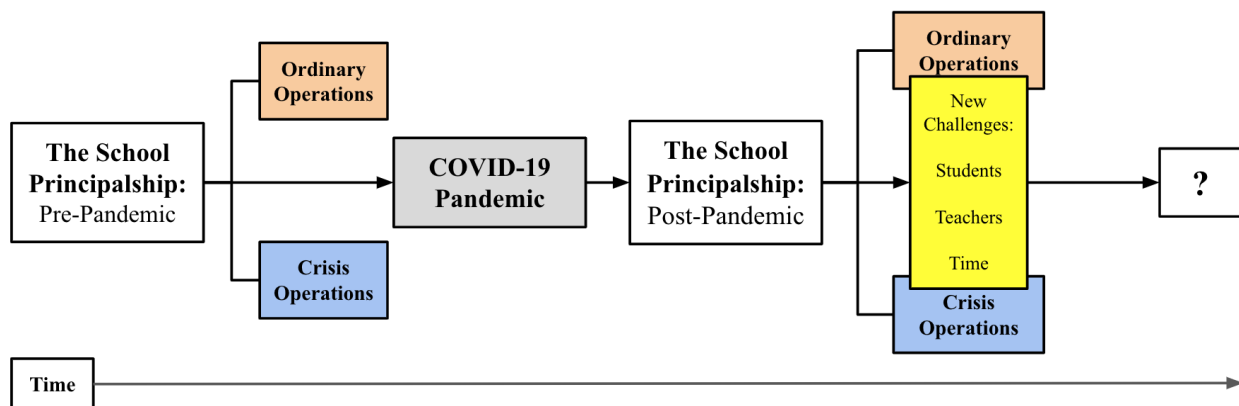 Ordinary
Operations
The School
Principalship:
Pre-Pandemic
Crisis
Operations
COVID-19
Pandemic
The School
Principalship:
Post-Pandemic
Ordinary
Operations
New
Challenges:
Students
Teachers
Time
Crisis
Operations
?
Time